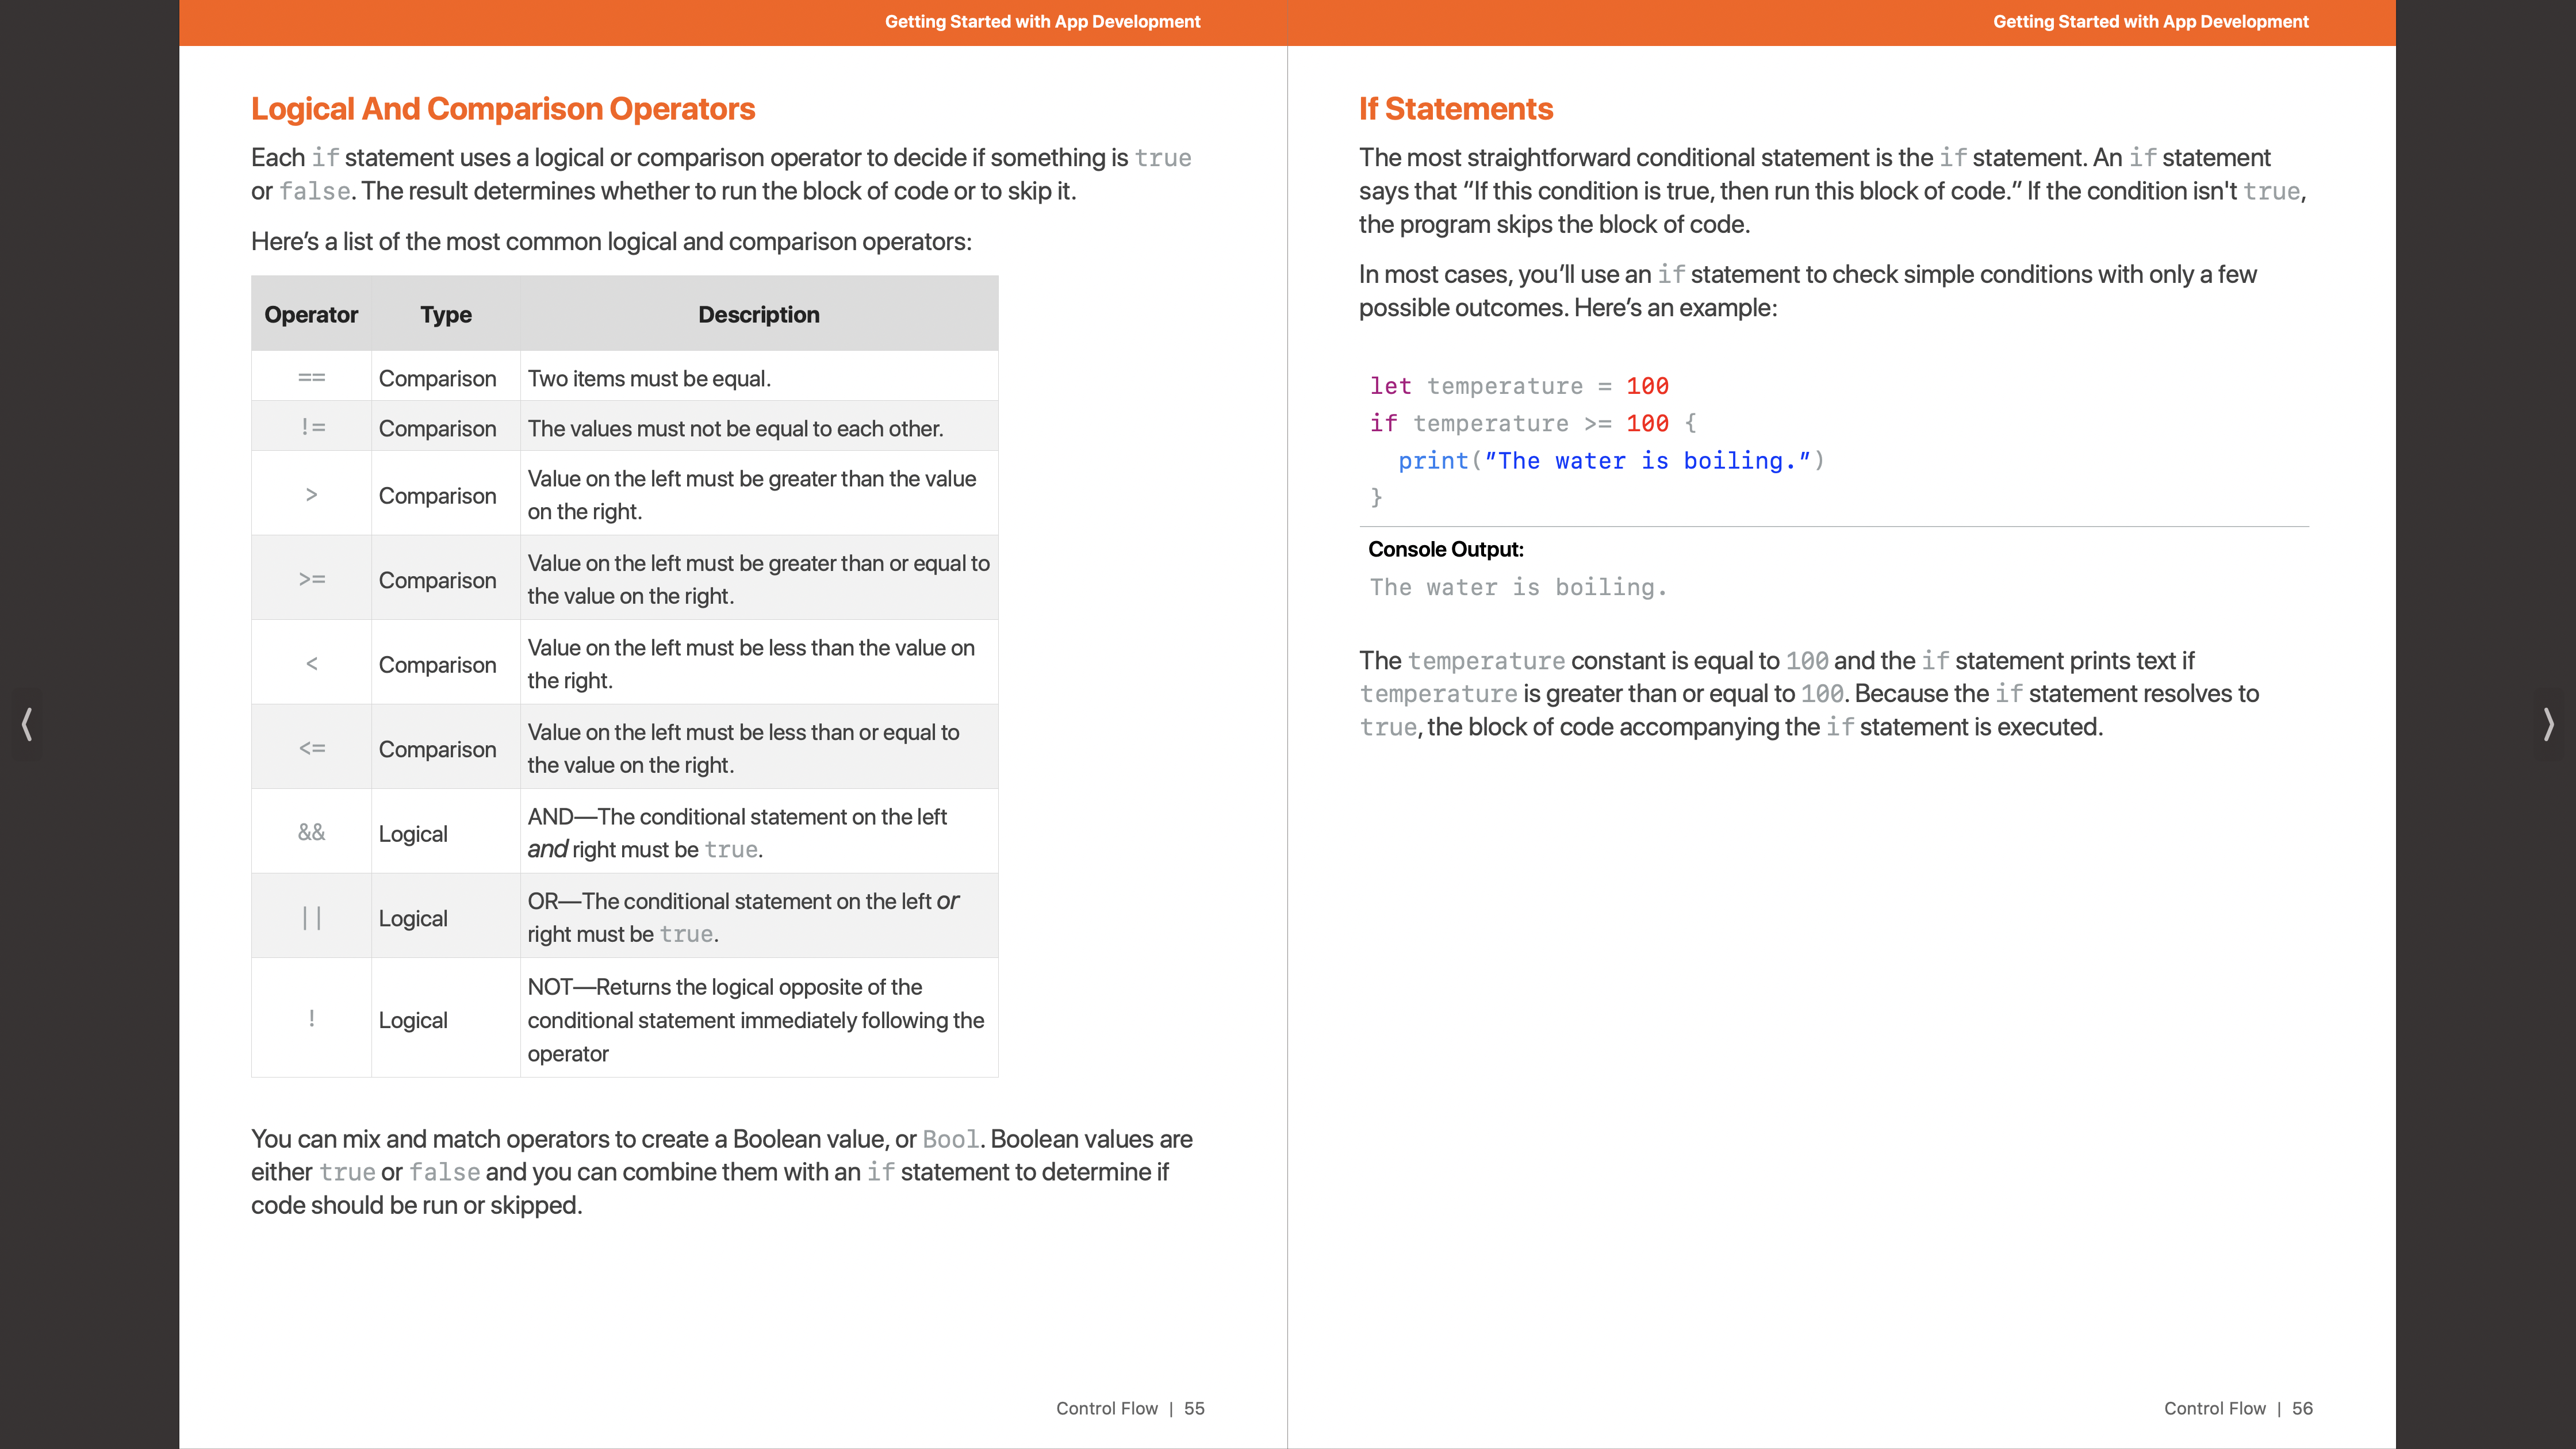 Getting Started with App Development
Logical And Comparison Operators
Each if statement uses a logical or comparison operator to decide if something is true
or false. The result determines whether to run the block of code or to skip it.
Here’s a list of the most common logical and comparison operators:
Operator Type Description
== Comparison Two items must be equal.
!= Comparison The values must not be equal to each other.
> Comparison Value on the left must be greater than the value
on the right.
>= Comparison Value on the left must be greater than or equal to
the value on the right.
< Comparison Value on the left must be less than the value on
the right.
<= Comparison Value on the left must be less than or equal to
the value on the right.
&& Logical AND—The conditional statement on the left
and right must be true.
|| Logical OR—The conditional statement on the left or
right must be true.
! Logical NOT—Returns the logical opposite of the
conditional statement immediately following the
operator
You can mix and match operators to create a Boolean value, or Bool. Boolean values are
either true or false and you can combine them with an if statement to determine if
code should be run or skipped.
Control Flow | 55
Getting Started with App Development
If Statements
The most straightforward conditional statement is the if statement. An if statement
says that “If this condition is true, then run this block of code.” If the condition isn't true,
the program skips the block of code.
In most cases, you’ll use an if statement to check simple conditions with only a few
possible outcomes. Here’s an example:
let temperature = 100
if temperature >= 100 {
print(”The water is boiling.”)
}
Console Output:
The water is boiling.
The temperature constant is equal to 100 and the if statement prints text if
temperature is greater than or equal to 100. Because the if statement resolves to
true, the block of code accompanying the if statement is executed.
Control Flow | 56